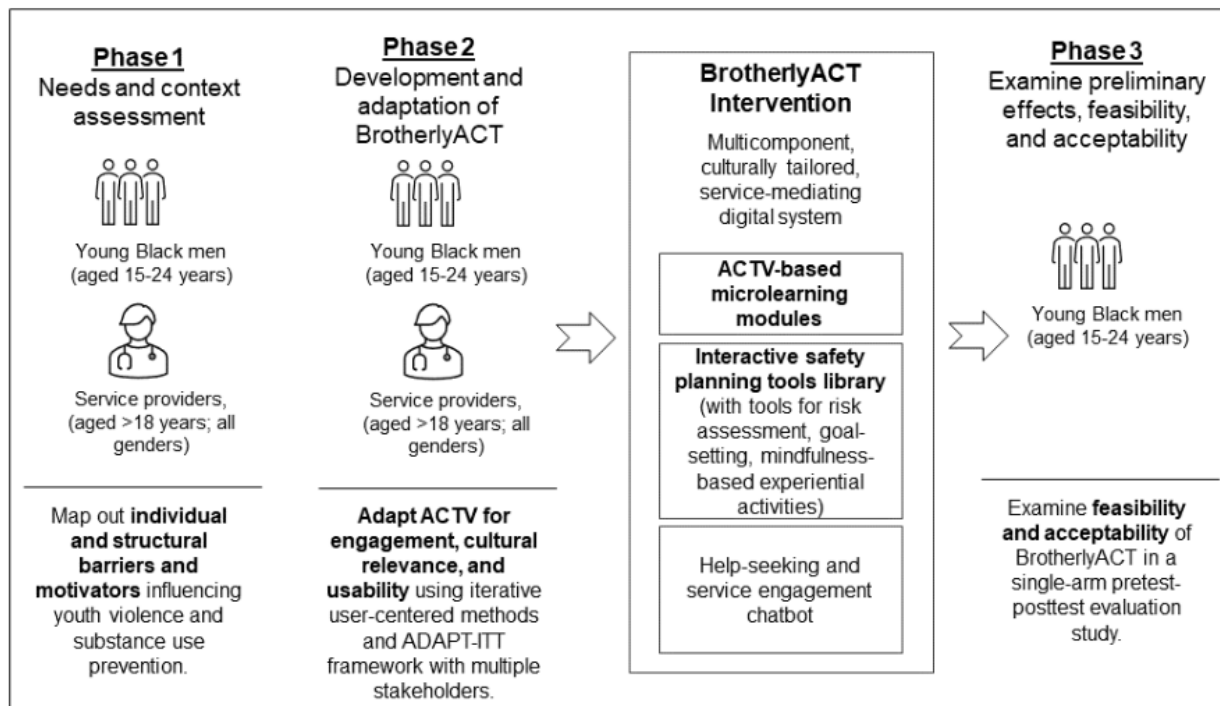 Phase 1
Needs and context
assessment
Young Black men
(aged 15-24 years)
Service providers,
(aged >18 years; all
genders)
Map out individual
and structural
barriers and
motivators influencing
youth violence and
substance use
prevention.
Phase 2
Development and
adaptation of
BrotherlyACT
Young Black men
(aged 15-24 years)
Service providers,
(aged >18 years; all
genders)
Adapt ACTV for
engagement, cultural
relevance, and
usability using iterative
user-centered methods
and ADAPT-ITT
framework with multiple
stakeholders.
BrotherlyACT
Intervention
Multicomponent,
culturally tailored,
service-mediating
digital system
ACTV-based
microlearning
modules
Interactive safety
planning tools library
(with tools for risk
assessment, goal-
setting, mindfulness-
based experiential
activities)
Help-seeking and
service engagement
chatbot
Phase 3
Examine preliminary
effects, feasibility,
and acceptability
Young Black men
(aged 15-24 years)
Examine feasibility
and acceptability of
BrotherlyACT in a
single-arm pretest-
posttest evaluation
study.